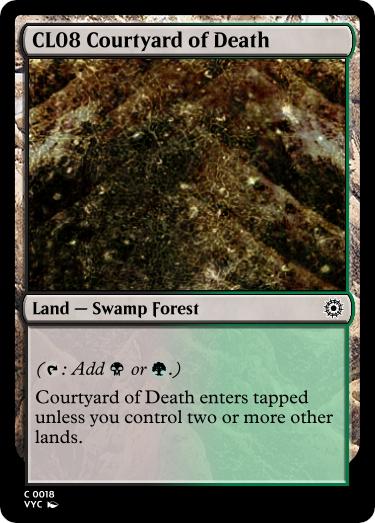 CL08 Courtyard of Death
Land — Swamp Forest
(: Add or .)
Courtyard of Death enters tapped
unless you control two or more other
lands.
C 0018
VYC